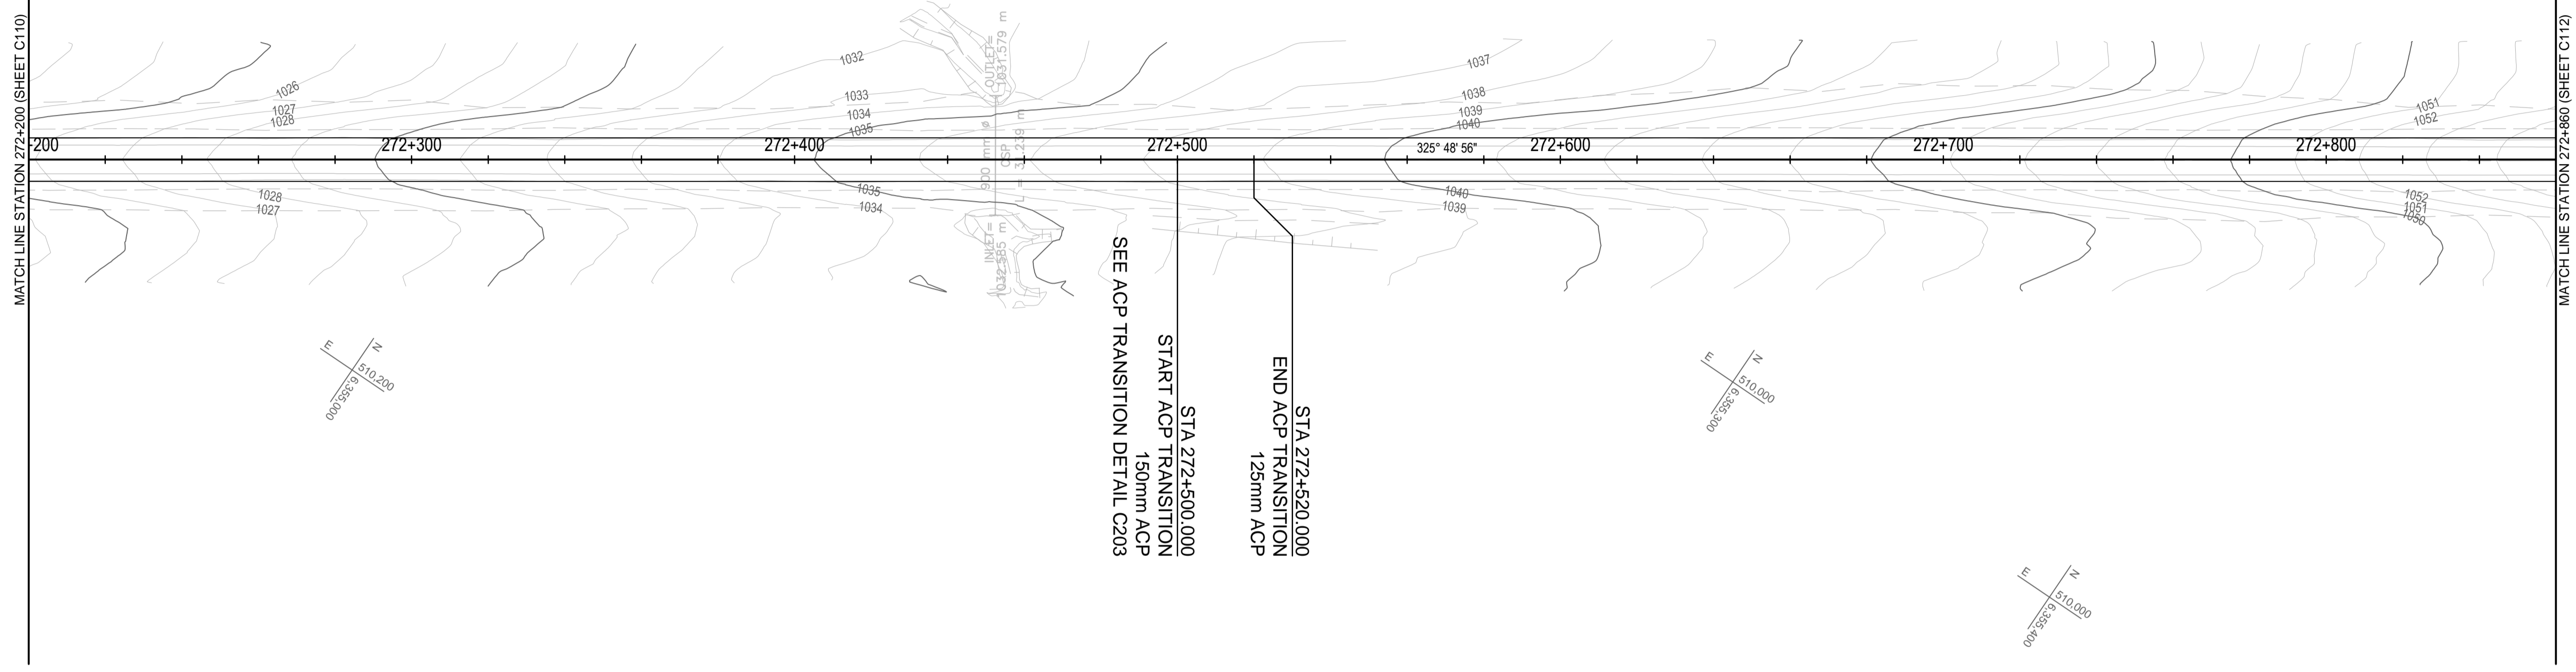 MATCH LINE STATION 272+200 (SHEET C110)
1026
1027
1028
1032
1033
1034
1035
OUTLET=
1031.579 m
900 mm ø
CSP
L = 31.239 m
INLET=
1032.585 m
1037
1038
1039
1040
1051
1052
-200
272+300
272+400
272+500
325° 48' 56"
272+600
272+700
272+800
1028
1027
1035
1034
1040
1039
1052
1051
1050
SEE ACP TRANSITION DETAIL C203
150mm ACP
START ACP TRANSITION
STA 272+500.000
125mm ACP
END ACP TRANSITION
STA 272+520.000
E
N
510,200
6,355,000
E
N
510,000
6,355,300
E
N
510,000
6,355,400
MATCH LINE STATION 272+860 (SHEET C112)